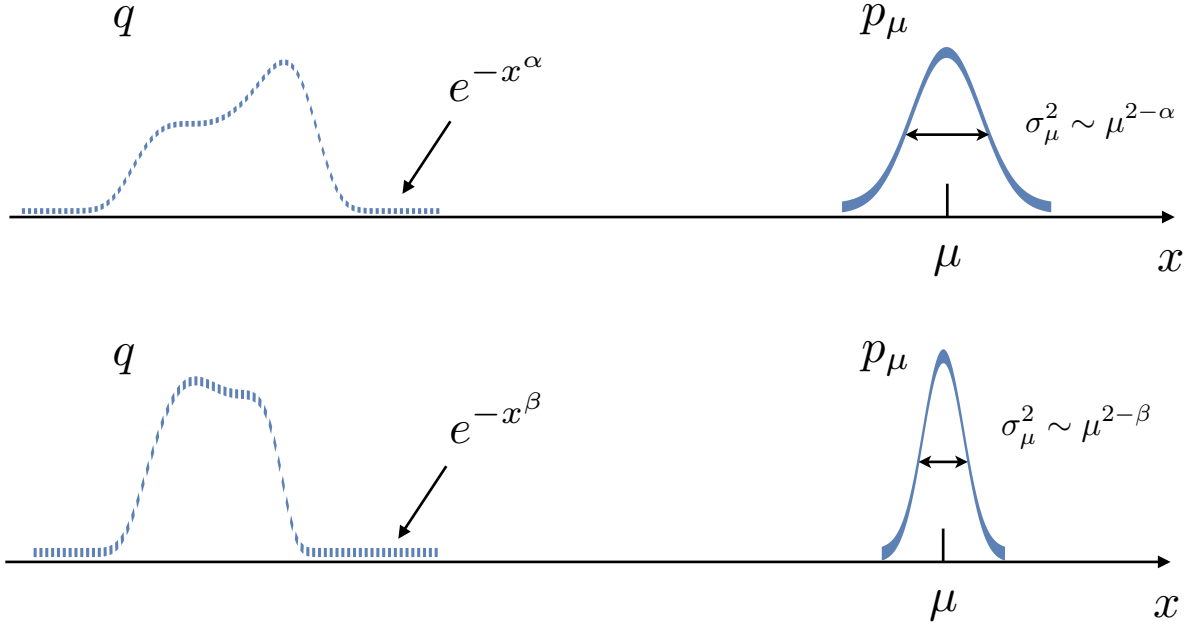 q
p_μ
e^{-x^α}
σ_μ^2 ∼ μ^{2−α}
μ
x
q
p_μ
e^{-x^β}
σ_μ^2 ∼ μ^{2−β}
μ
x